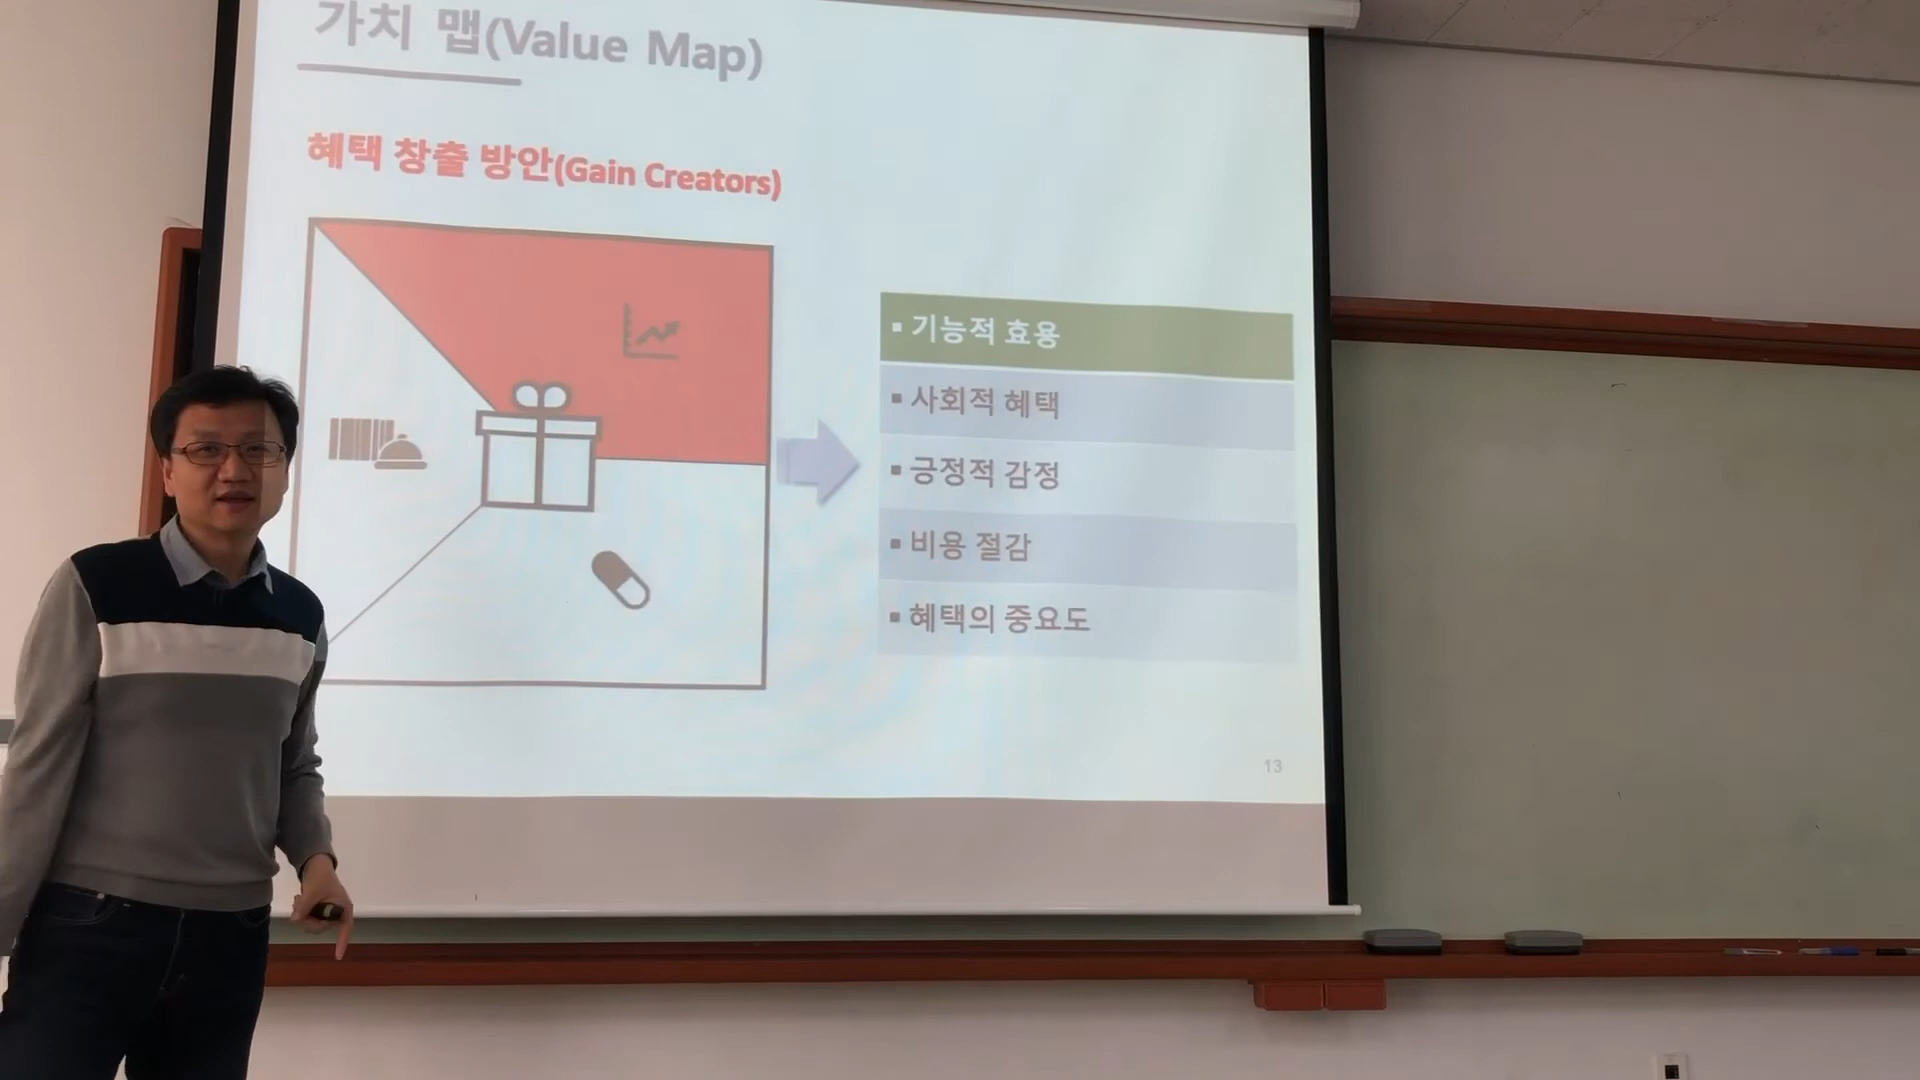 가치 맵(Value Map)
혜택 창출 방안(Gain Creators)
▪ 기능적 효용
▪ 사회적 혜택
▪ 긍정적 감정
▪ 비용 절감
▪ 혜택의 중요도
13